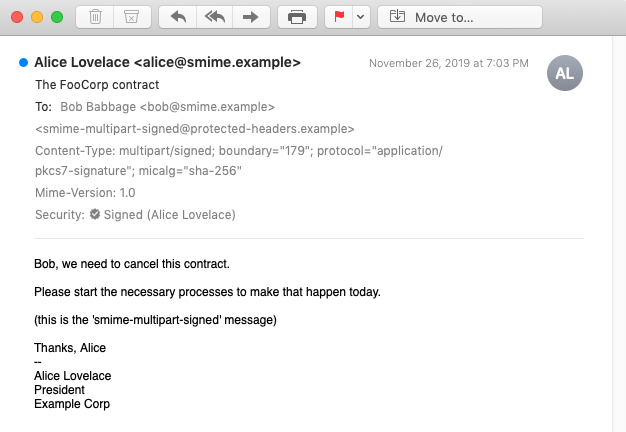 Move to...
Alice Lovelace <alice@smime.example>
November 26, 2019 at 7:03 PM
AL
The FooCorp contract
To: Bob Babbage <bob@smime.example>
<smime-multipart-signed@protected-headers.example>
Content-Type: multipart/signed; boundary="179"; protocol="application/
pkcs7-signature"; micalg="sha-256"
Mime-Version: 1.0
Security: Signed (Alice Lovelace)
Bob, we need to cancel this contract.
Please start the necessary processes to make that happen today.
(this is the 'smime-multipart-signed' message)
Thanks, Alice
--
Alice Lovelace
President
Example Corp